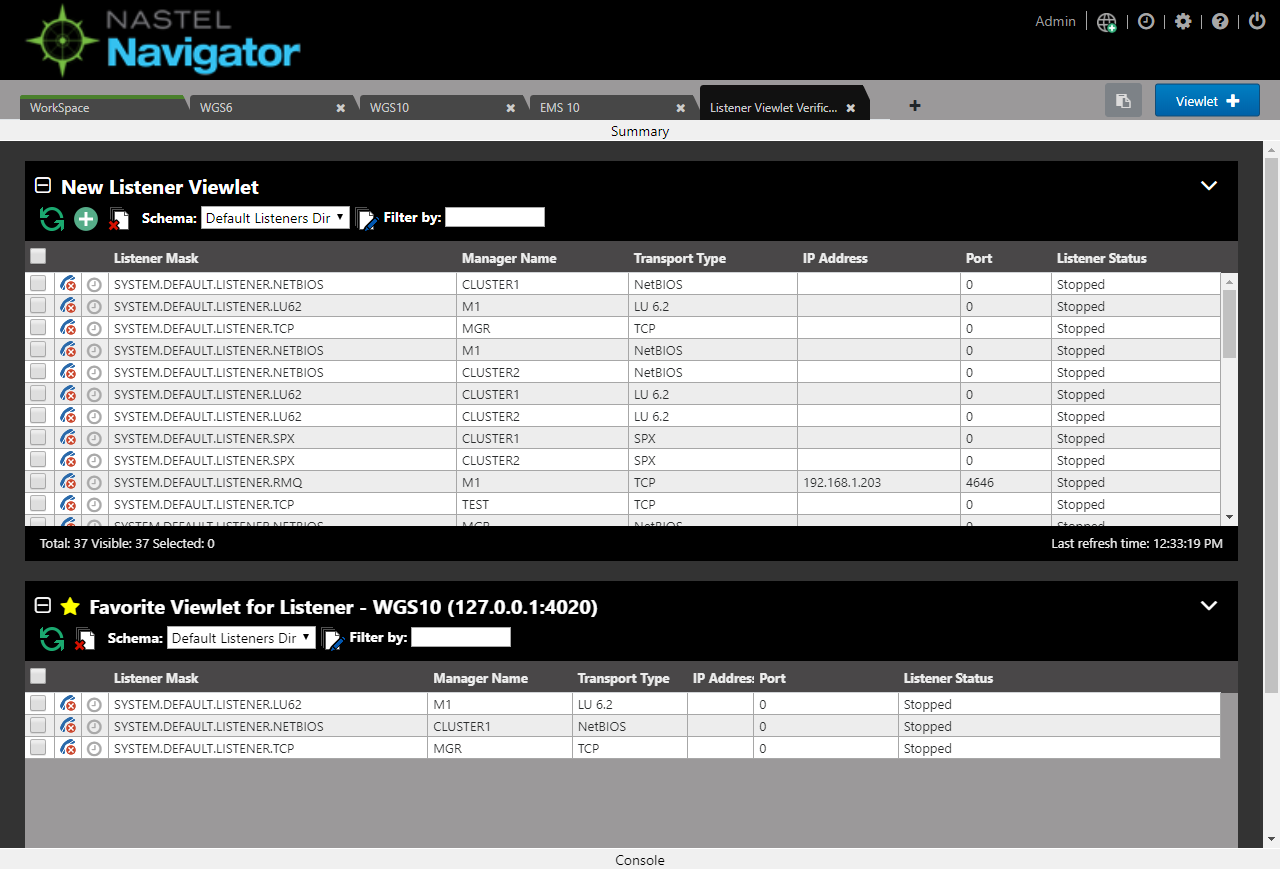 NASTEL
Navigator
Admin
WorkSpace WGS6 WGS10 EMS 10 Listener Viewlet Verific... Viewlet
Summary
New Listener Viewlet
Schema: Default Listeners Dir Filter by:
Listener Mask Manager Name Transport Type IP Address Port Listener Status
SYSTEM.DEFAULT.LISTENER.NETBIOS CLUSTER1 NetBIOS 0 Stopped
SYSTEM.DEFAULT.LISTENER.LU62 M1 LU 6.2 0 Stopped
SYSTEM.DEFAULT.LISTENER.TCP MGR TCP 0 Stopped
SYSTEM.DEFAULT.LISTENER.NETBIOS M1 NetBIOS 0 Stopped
SYSTEM.DEFAULT.LISTENER.NETBIOS CLUSTER2 NetBIOS 0 Stopped
SYSTEM.DEFAULT.LISTENER.LU62 CLUSTER1 LU 6.2 0 Stopped
SYSTEM.DEFAULT.LISTENER.LU62 CLUSTER2 LU 6.2 0 Stopped
SYSTEM.DEFAULT.LISTENER.SPX CLUSTER1 SPX 0 Stopped
SYSTEM.DEFAULT.LISTENER.SPX CLUSTER2 SPX 0 Stopped
SYSTEM.DEFAULT.LISTENER.RMQ M1 TCP 192.168.1.203 4646 Stopped
SYSTEM.DEFAULT.LISTENER.TCP TEST TCP 0 Stopped
SYSTEM.DEFAULT.LISTENER.NETBIOS MGR NetBIOS 0 Stopped
Total: 37 Visible: 37 Selected: 0 Last refresh time: 12:33:19 PM
Favorite Viewlet for Listener - WGS10 (127.0.0.1:4020)
Schema: Default Listeners Dir Filter by:
Listener Mask Manager Name Transport Type IP Addres Port Listener Status
SYSTEM.DEFAULT.LISTENER.LU62 M1 LU 6.2 0 Stopped
SYSTEM.DEFAULT.LISTENER.NETBIOS CLUSTER1 NetBIOS 0 Stopped
SYSTEM.DEFAULT.LISTENER.TCP MGR TCP 0 Stopped
Console